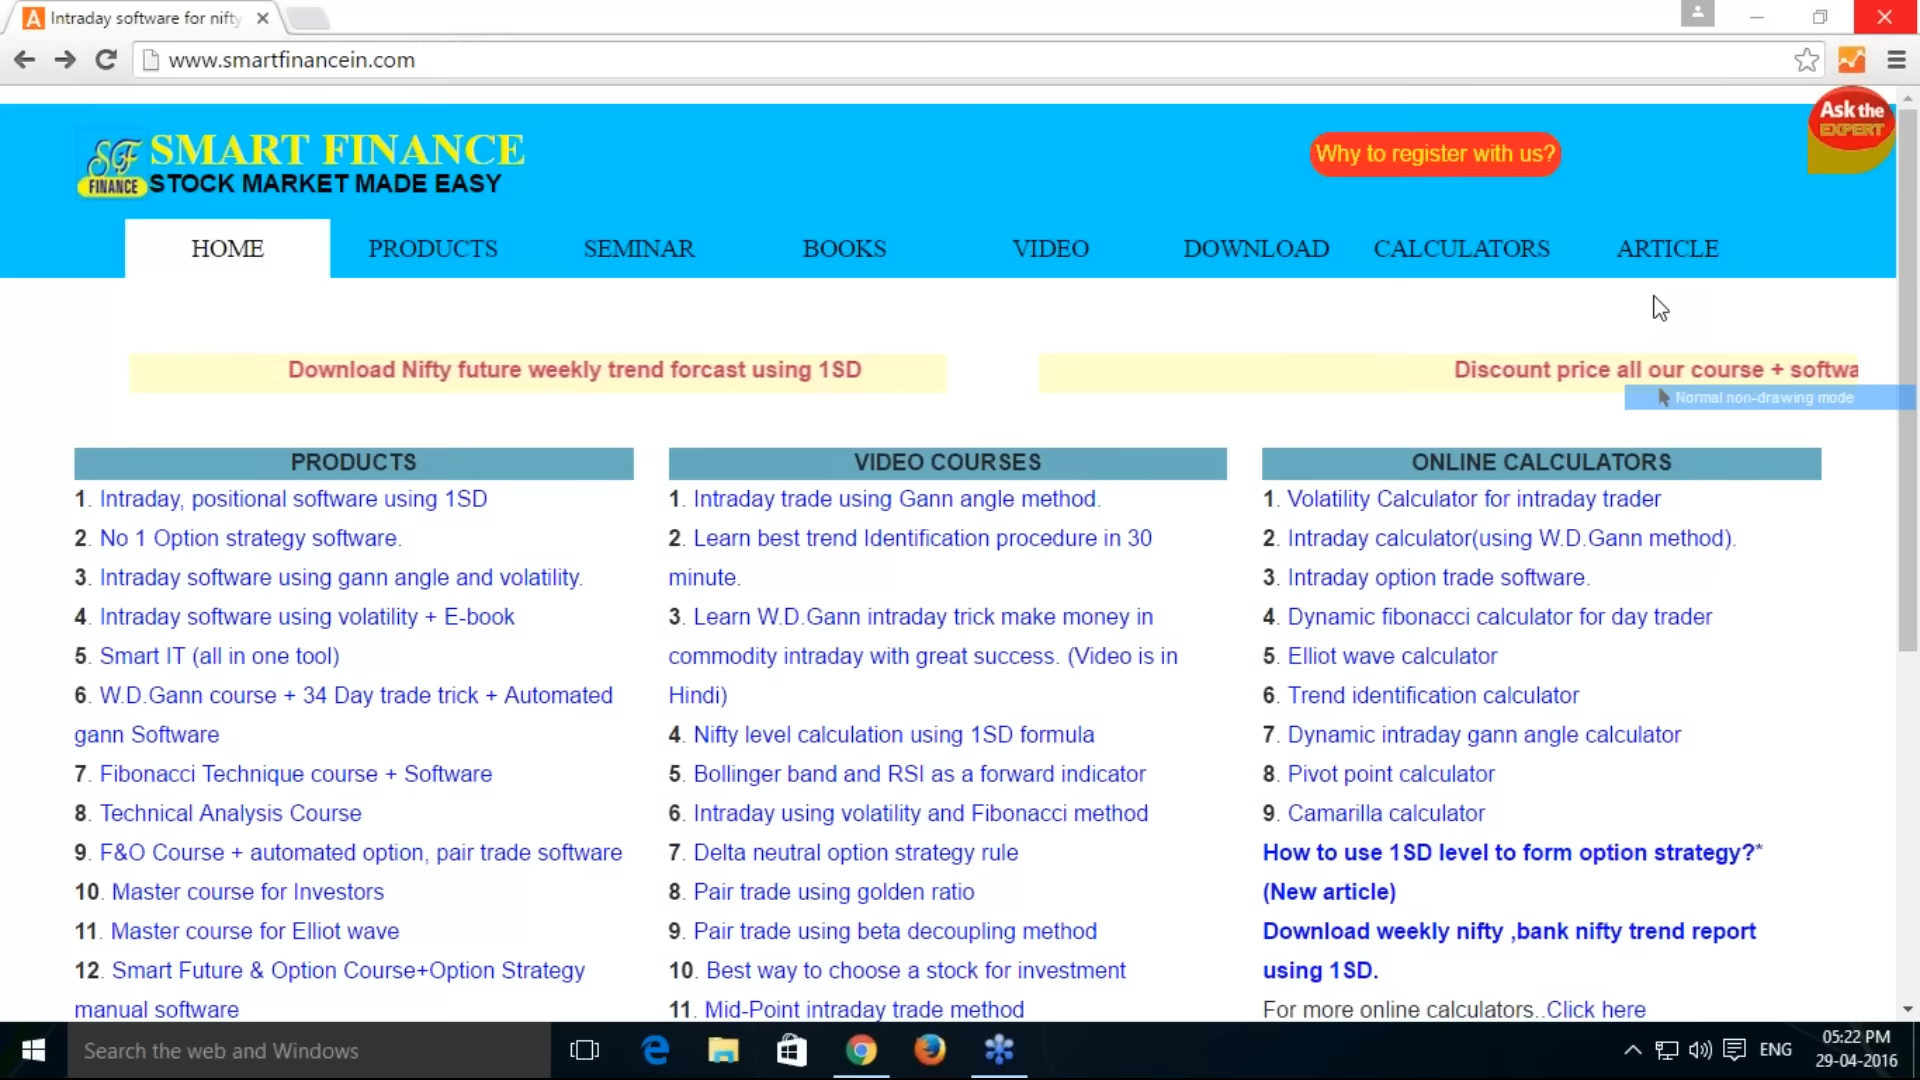 Intraday software for nifty
www.smartfinancein.com
Ask the
EXPERT
SMART FINANCE
SF
FINANCE
STOCK MARKET MADE EASY
Why to register with us?
HOME PRODUCTS SEMINAR BOOKS VIDEO DOWNLOAD CALCULATORS ARTICLE
Download Nifty future weekly trend forcast using 1SD
Discount price all our course + softwa
Normal non-drawing mode
PRODUCTS
1. Intraday, positional software using 1SD
2. No 1 Option strategy software.
3. Intraday software using gann angle and volatility.
4. Intraday software using volatility + E-book
5. Smart IT (all in one tool)
6. W.D.Gann course + 34 Day trade trick + Automated
gann Software
7. Fibonacci Technique course + Software
8. Technical Analysis Course
9. F&O Course + automated option, pair trade software
10. Master course for Investors
11. Master course for Elliot wave
12. Smart Future & Option Course+Option Strategy
manual software
VIDEO COURSES
1. Intraday trade using Gann angle method.
2. Learn best trend Identification procedure in 30
minute.
3. Learn W.D.Gann intraday trick make money in
commodity intraday with great success. (Video is in
Hindi)
4. Nifty level calculation using 1SD formula
5. Bollinger band and RSI as a forward indicator
6. Intraday using volatility and Fibonacci method
7. Delta neutral option strategy rule
8. Pair trade using golden ratio
9. Pair trade using beta decoupling method
10. Best way to choose a stock for investment
11. Mid-Point intraday trade method
ONLINE CALCULATORS
1. Volatility Calculator for intraday trader
2. Intraday calculator(using W.D.Gann method).
3. Intraday option trade software.
4. Dynamic fibonacci calculator for day trader
5. Elliot wave calculator
6. Trend identification calculator
7. Dynamic intraday gann angle calculator
8. Pivot point calculator
9. Camarilla calculator
How to use 1SD level to form option strategy?*
(New article)
Download weekly nifty ,bank nifty trend report
using 1SD.
For more online calculators..Click here
Search the web and Windows
ENG
05:22 PM
29-04-2016